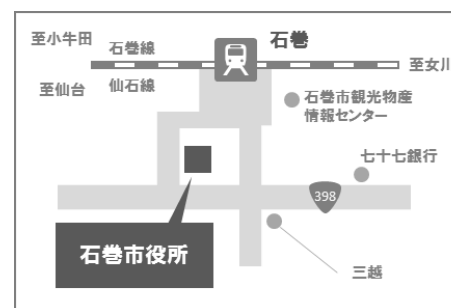 至小牛田
石巻線
石巻
至女川
至仙台
仙石線
石巻市観光物産
情報センター
七十七銀行
398
石巻市役所
三越